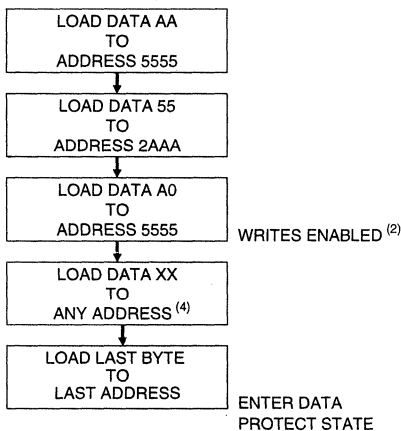 LOAD DATA AA
TO
ADDRESS 5555
LOAD DATA 55
TO
ADDRESS 2AAA
LOAD DATA A0
TO
ADDRESS 5555
WRITES ENABLED (2)
LOAD DATA XX
TO
ANY ADDRESS (4)
LOAD LAST BYTE
TO
LAST ADDRESS
ENTER DATA
PROTECT STATE